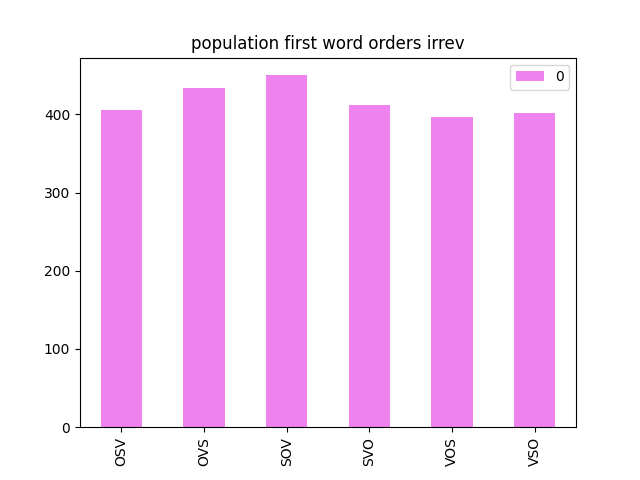 population first word orders irrev
0
400
300
200
100
0
OSV
OVS
SOV
SVO
VOS
VSO